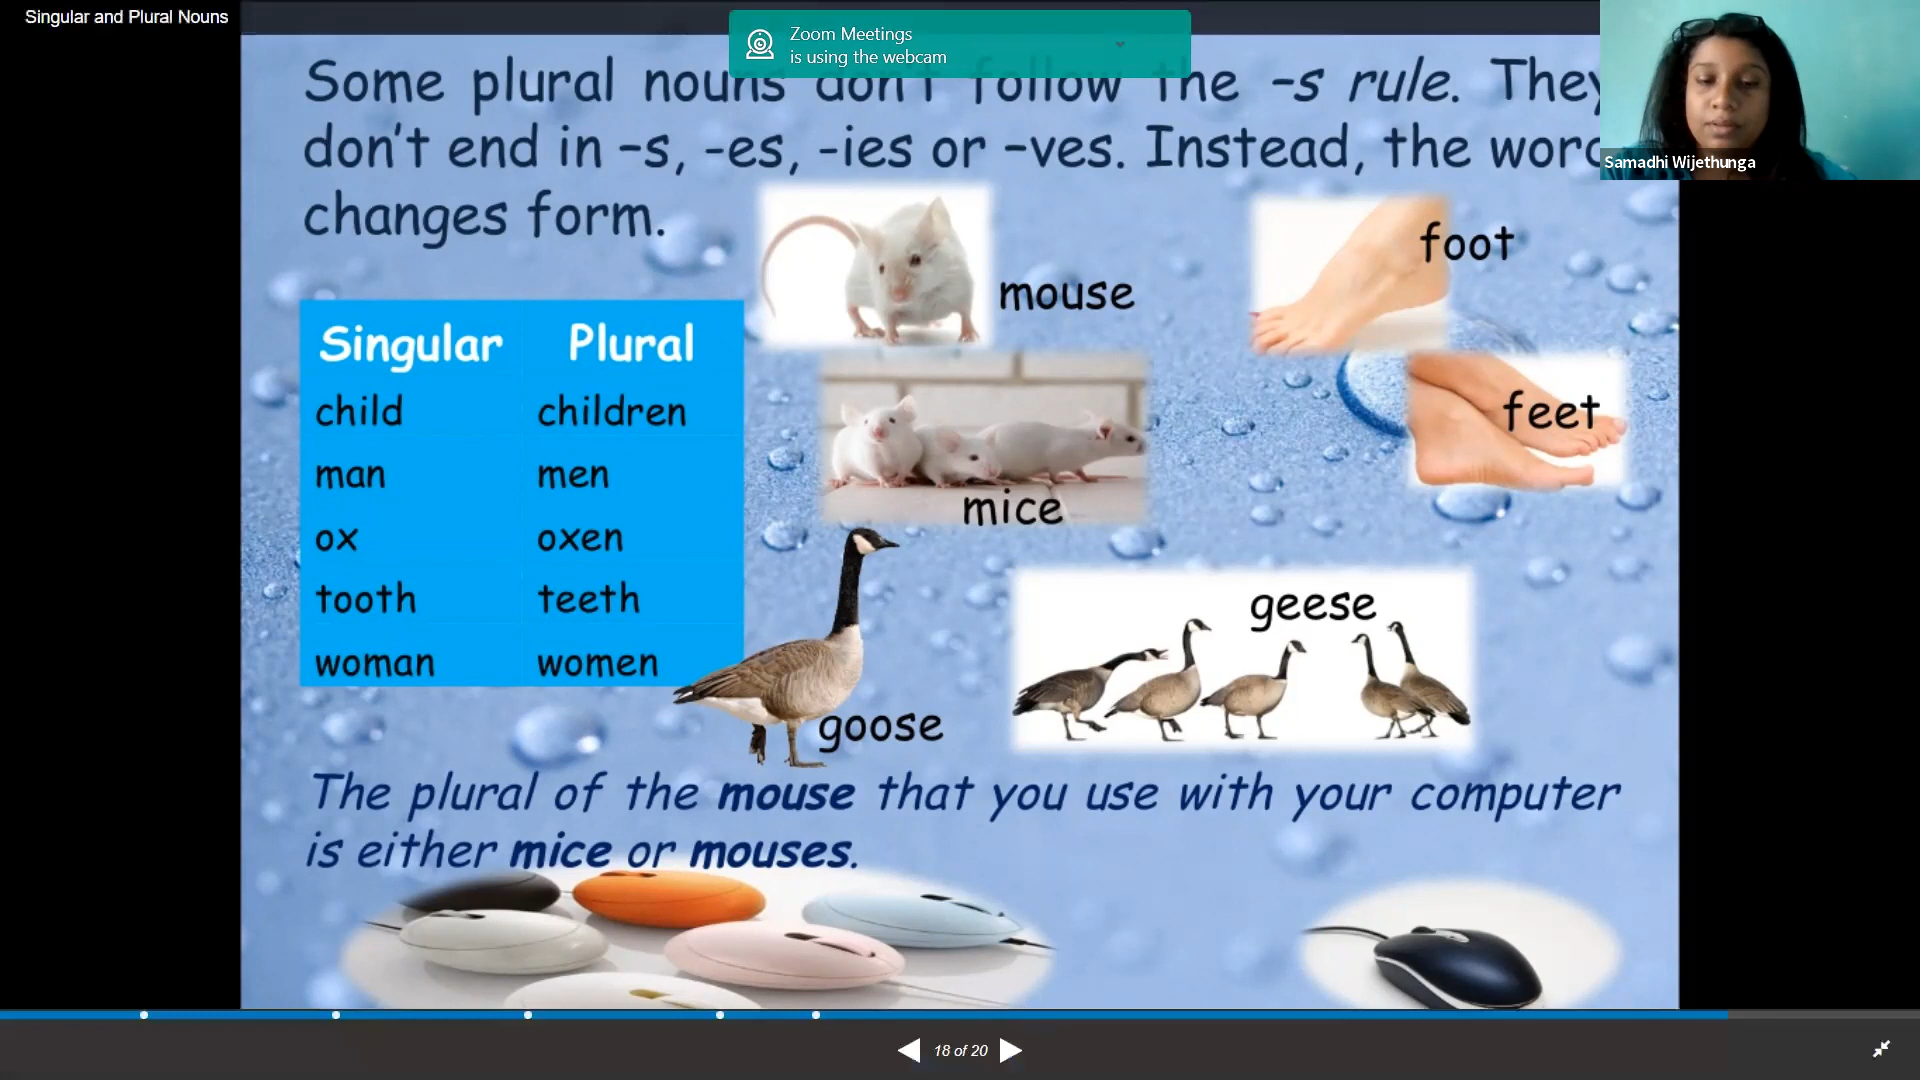 Singular and Plural Nouns
Zoom Meetings
is using the webcam
Some plural nouns don't follow the –s rule. They
don't end in –s, -es, -ies or –ves. Instead, the word
changes form.
Samadhi Wijethunga
mouse
foot
Singular Plural
child children
man men
ox oxen
tooth teeth
woman women
feet
mice
geese
goose
The plural of the mouse that you use with your computer
is either mice or mouses.
18 of 20